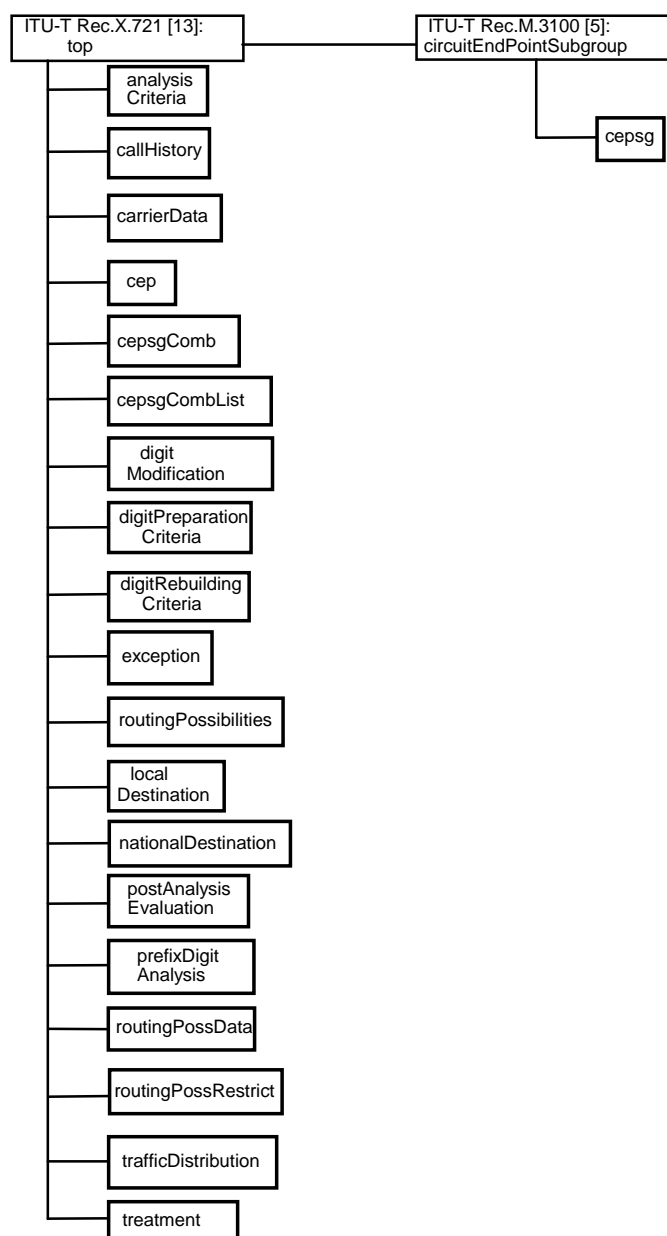 ITU-T Rec.X.721 [13]:
top
ITU-T Rec.M.3100 [5]:
circuitEndPointSubgroup
analysis
Criteria
cepsg
callHistory
carrierData
cep
cepsgComb
cepsgCombList
digit
Modification
digitPreparation
Criteria
digitRebuilding
Criteria
exception
routingPossibilities
local
Destination
nationalDestination
postAnalysis
Evaluation
prefixDigit
Analysis
routingPossData
routingPossRestrict
trafficDistribution
treatment